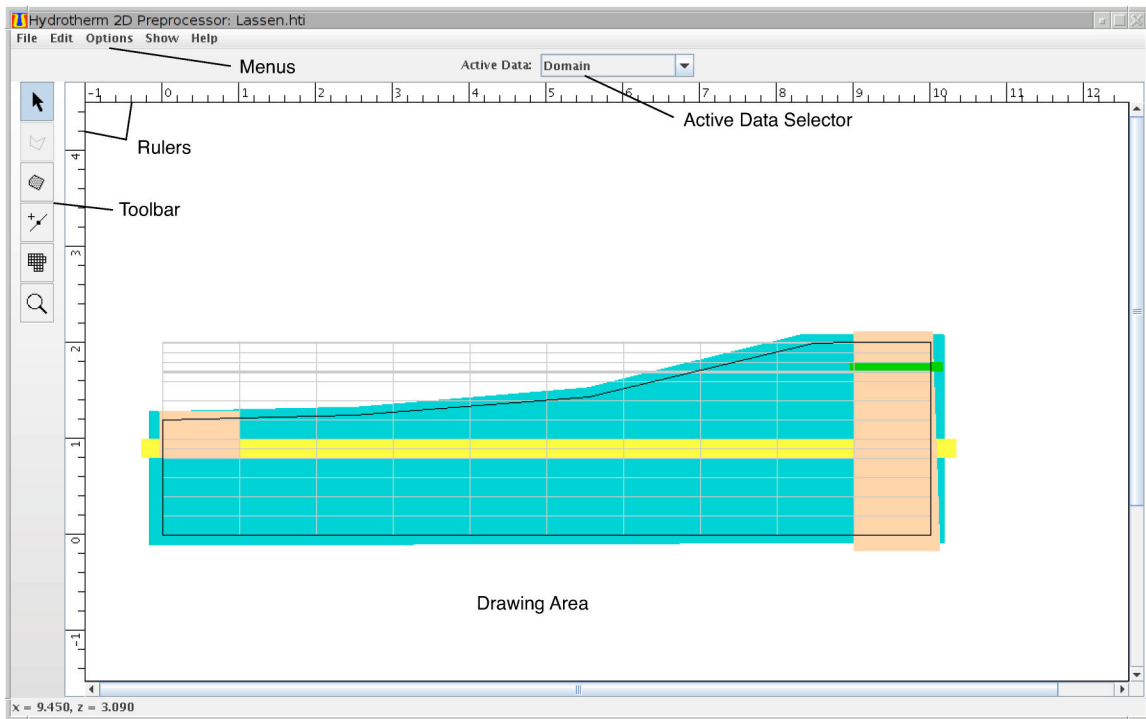 Hydrotherm 2D Preprocessor: Lassen.hti
File Edit Options Show Help
Menus
Active Data: Domain
-1 0 1 2 3 4 5 6 7 8 9 10 11 12
Active Data Selector
Rulers
4
Toolbar
3
2
1
0
Drawing Area
-1
x = 9.450, z = 3.090